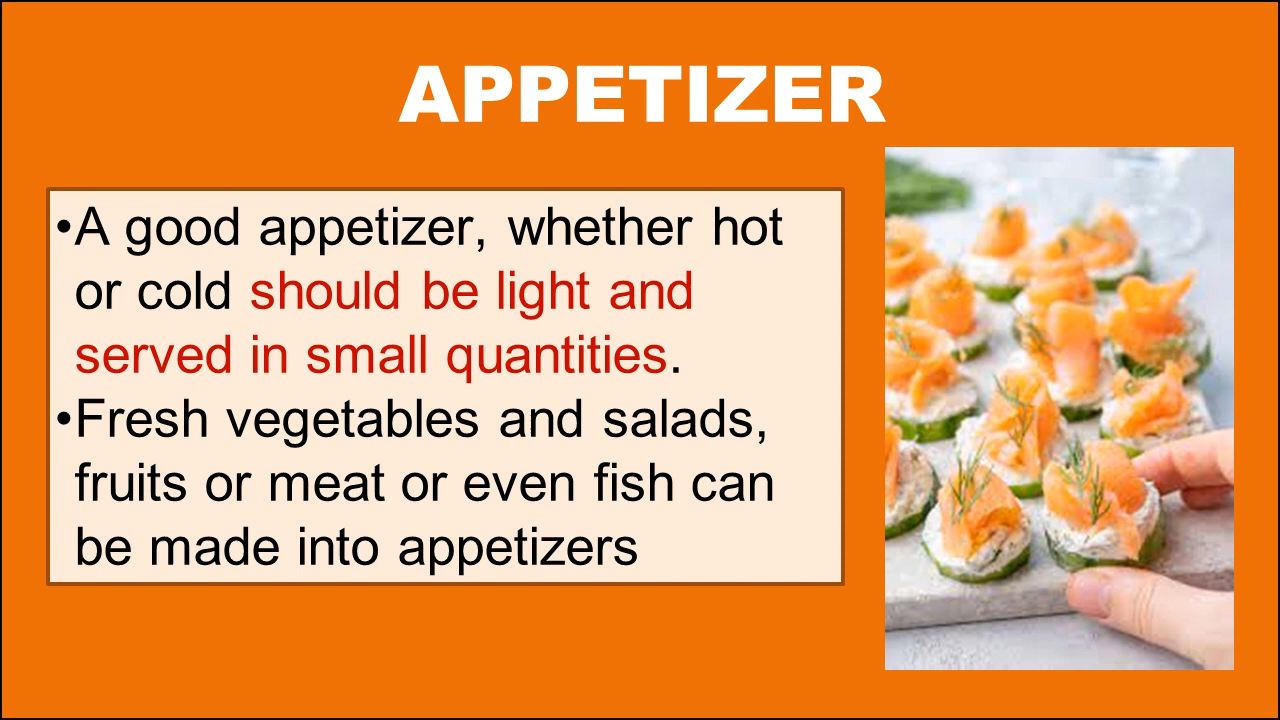 APPETIZER
•A good appetizer, whether hot
or cold should be light and
served in small quantities.
•Fresh vegetables and salads,
fruits or meat or even fish can
be made into appetizers